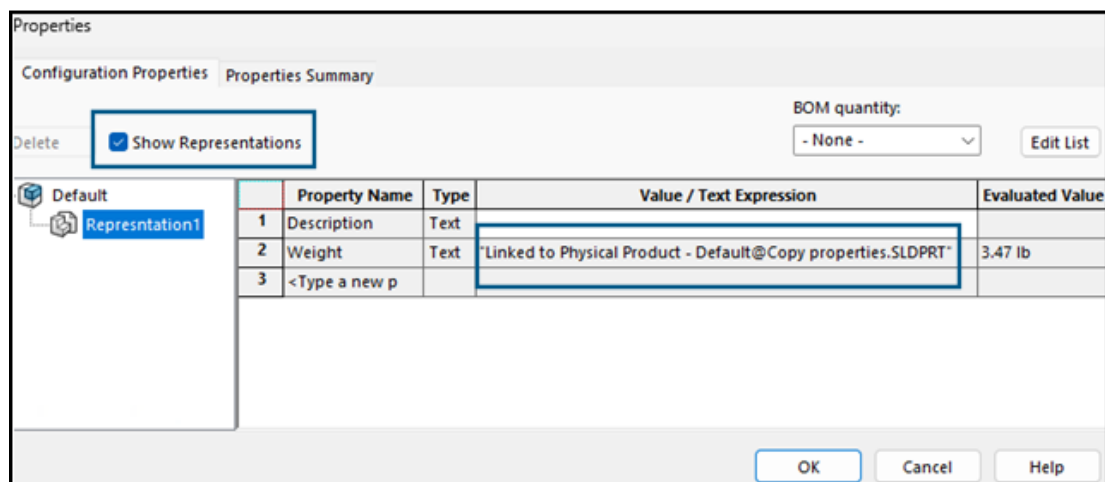 Properties
Configuration Properties Properties Summary
BOM quantity:
Delete Show Representations - None - Edit List
Default Property Name Type Value / Text Expression Evaluated Value
Represntation1 1 Description Text
2 Weight Text "Linked to Physical Product - Default@Copy properties.SLDPRT" 3.47 lb
3 <Type a new p
OK Cancel Help